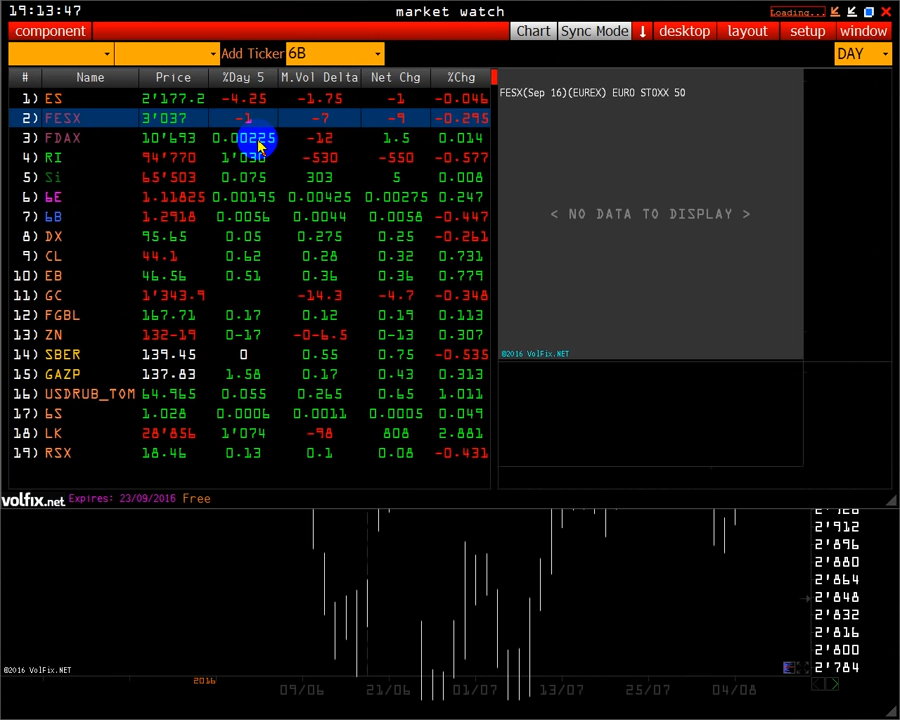 19:13:47 market watch Loading...
component Chart Sync Mode ↓ desktop layout setup window
Add Ticker 6B DAY
# Name Price %Day 5 M.Vol Delta Net Chg %Chg
1) ES 2'177.2 -4.25 -1.75 -1 -0.046
2) FESX 3'037 -1 -7 -9 -0.295
3) FDAX 10'693 0.00225 -12 1.5 0.014
4) RI 94'770 1'030 -530 -550 -0.577
5) Si 65'503 0.075 303 5 0.008
6) 6E 1.11825 0.00195 0.00425 0.00275 0.247
7) 6B 1.2918 0.0056 0.0044 0.0058 -0.447
8) DX 95.65 0.05 0.275 0.25 -0.261
9) CL 44.1 0.62 0.28 0.32 0.731
10) EB 46.56 0.51 0.36 0.36 0.779
11) GC 1'343.9 -14.3 -4.7 -0.348
12) FGBL 167.71 0.17 0.12 0.19 0.113
13) ZN 132-19 0-17 -0-6.5 0-13 0.307
14) SBER 139.45 0 0.55 0.75 -0.535
15) GAZP 137.83 1.58 0.17 0.43 0.313
16) USDRUB_TOM 64.965 0.055 0.265 0.65 1.011
17) 6S 1.028 0.0006 0.0011 0.0005 0.049
18) LK 28'856 1'074 -98 808 2.881
19) RSX 18.46 0.13 0.1 0.08 -0.431
FESX(Sep 16)(EUREX) EURO STOXX 50
< NO DATA TO DISPLAY >
©2016 VolFix.NET
volfix.net Expires: 23/09/2016 Free
2'928
2'912
2'896
2'880
2'864
2'848
2'832
2'816
2'800
2'784
©2016 VolFix.NET
2016
09/06 21/06 01/07 13/07 25/07 04/08